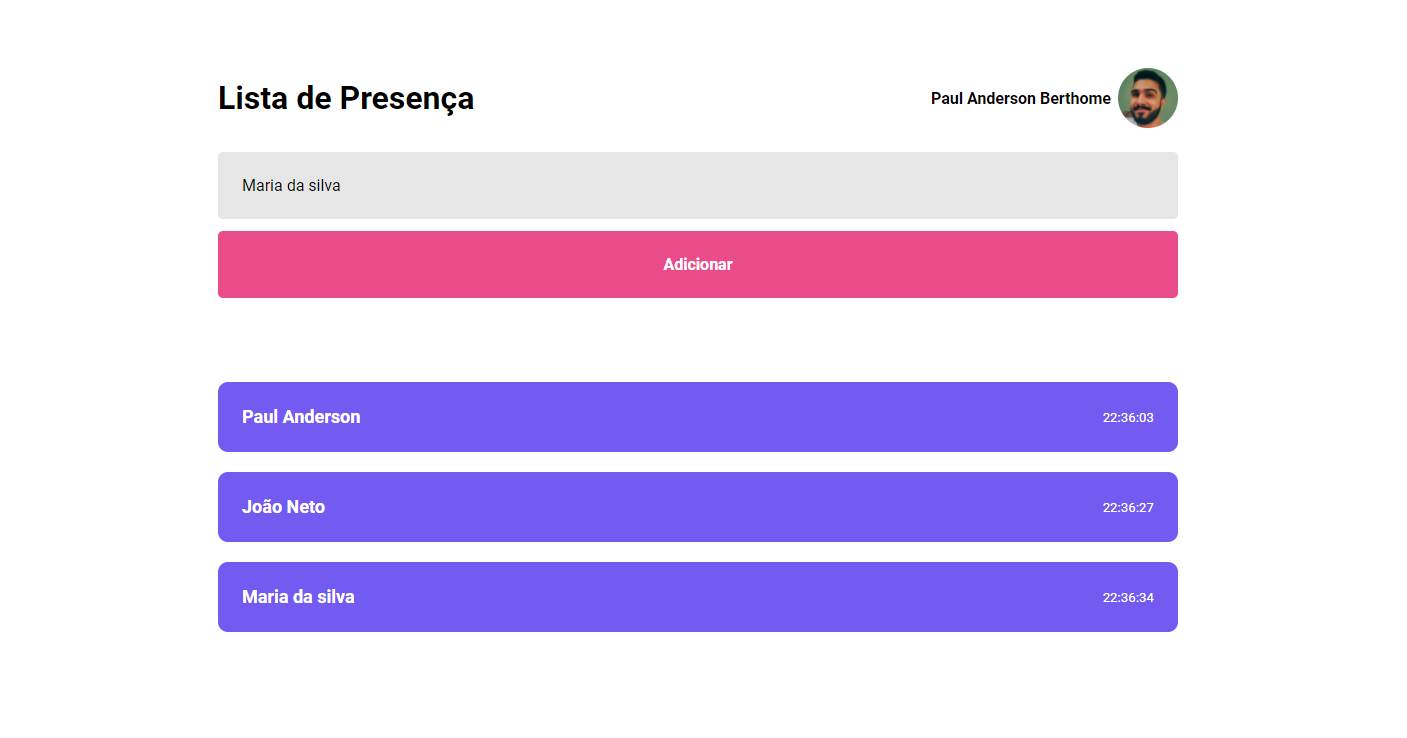 Lista de Presença
Paul Anderson Berthome
Maria da silva
Adicionar
Paul Anderson
22:36:03
João Neto
22:36:27
Maria da silva
22:36:34